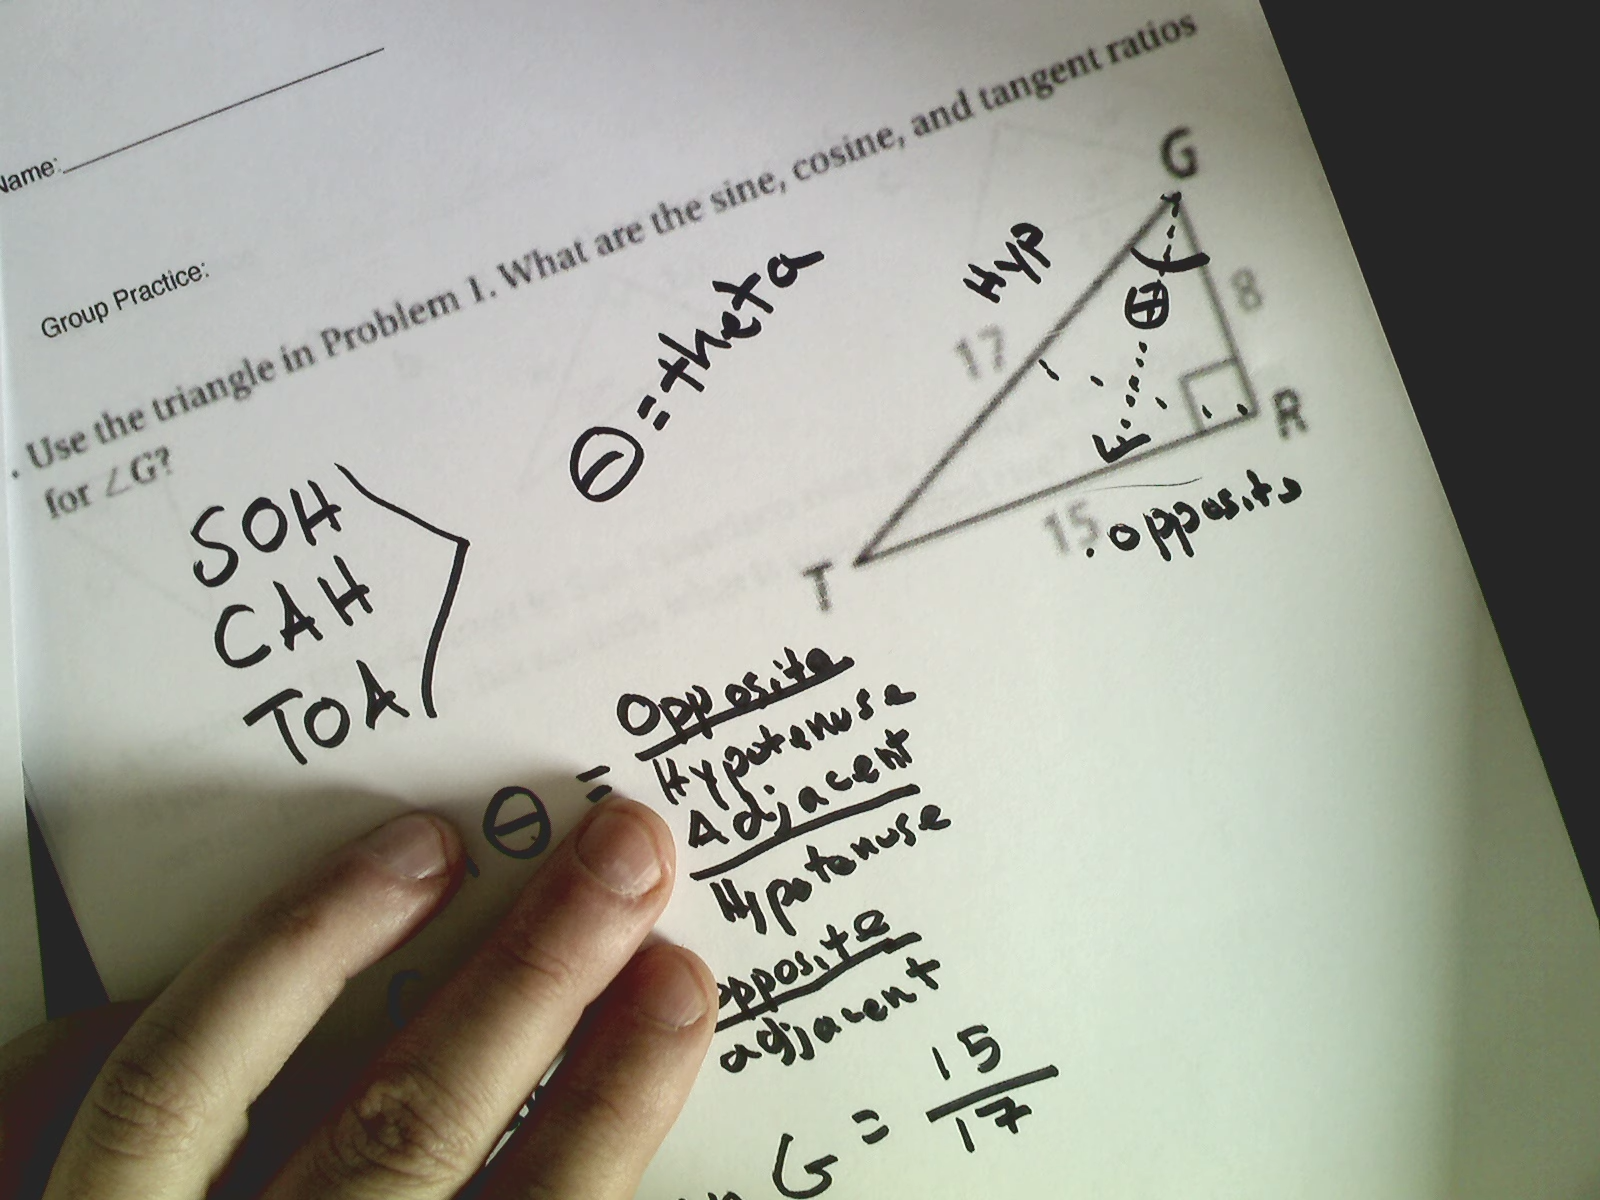 Name:
Group Practice:
. Use the triangle in Problem 1. What are the sine, cosine, and tangent ratios
for ∠G?
SOH
CAH
TOA
θ = theta
G
Hyp
θ
8
17
R
15
opposite
T
θ = Opposite
Hypotenuse
Adjacent
Hypotenuse
opposite
adjacent
G = 15
17